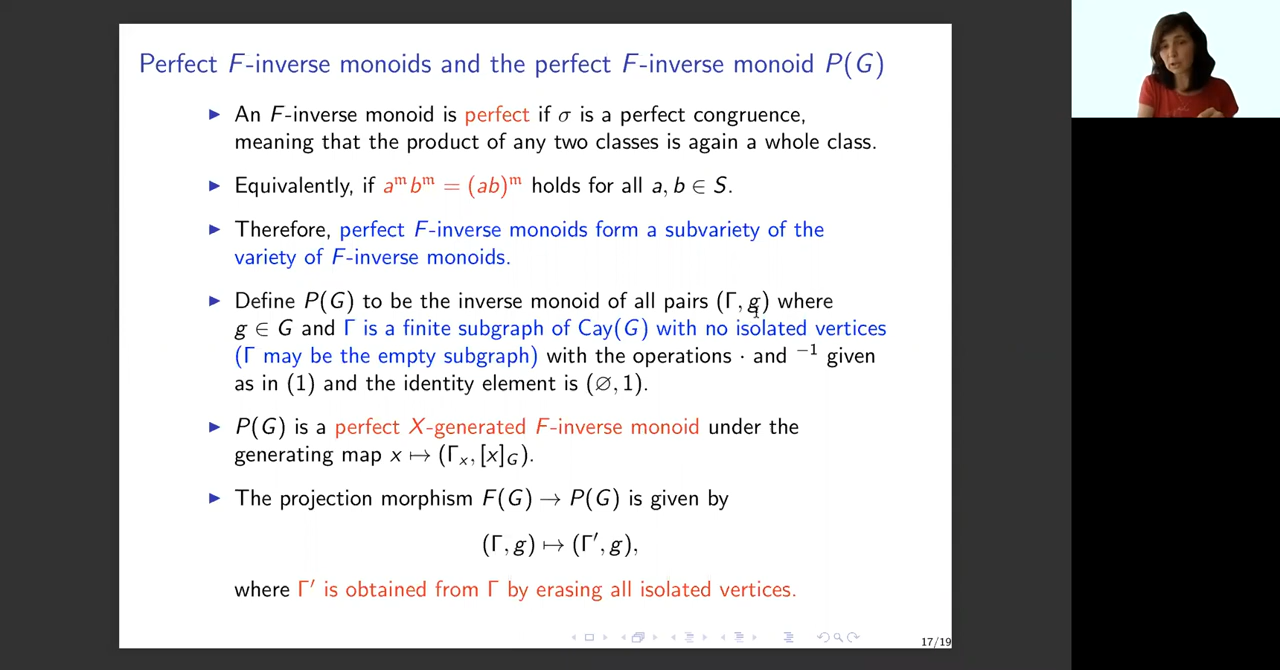 Perfect F-inverse monoids and the perfect F-inverse monoid P(G)
▶ An F-inverse monoid is perfect if σ is a perfect congruence,
meaning that the product of any two classes is again a whole class.
▶ Equivalently, if aᵐbᵐ = (ab)ᵐ holds for all a, b ∈ S.
▶ Therefore, perfect F-inverse monoids form a subvariety of the
variety of F-inverse monoids.
▶ Define P(G) to be the inverse monoid of all pairs (Γ, g) where
g ∈ G and Γ is a finite subgraph of Cay(G) with no isolated vertices
(Γ may be the empty subgraph) with the operations · and ⁻¹ given
as in (1) and the identity element is (∅, 1).
▶ P(G) is a perfect X-generated F-inverse monoid under the
generating map x ↦ (Γₓ, [x]_G).
▶ The projection morphism F(G) → P(G) is given by
(Γ, g) ↦ (Γ′, g),
where Γ′ is obtained from Γ by erasing all isolated vertices.
17/19